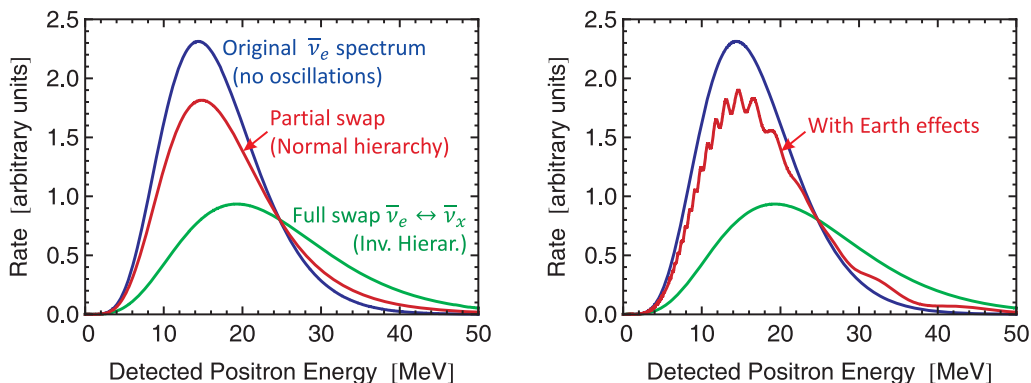 2.5
2.0
1.5
1.0
0.5
0.0
0
10
20
30
40
50
Rate [arbitrary units]
Detected Positron Energy [MeV]
Original ν̅e spectrum
(no oscillations)
Partial swap
(Normal hierarchy)
Full swap ν̅e ↔ ν̅x
(Inv. Hierar.)
2.5
2.0
1.5
1.0
0.5
0.0
0
10
20
30
40
50
Rate [arbitrary units]
Detected Positron Energy [MeV]
With Earth effects